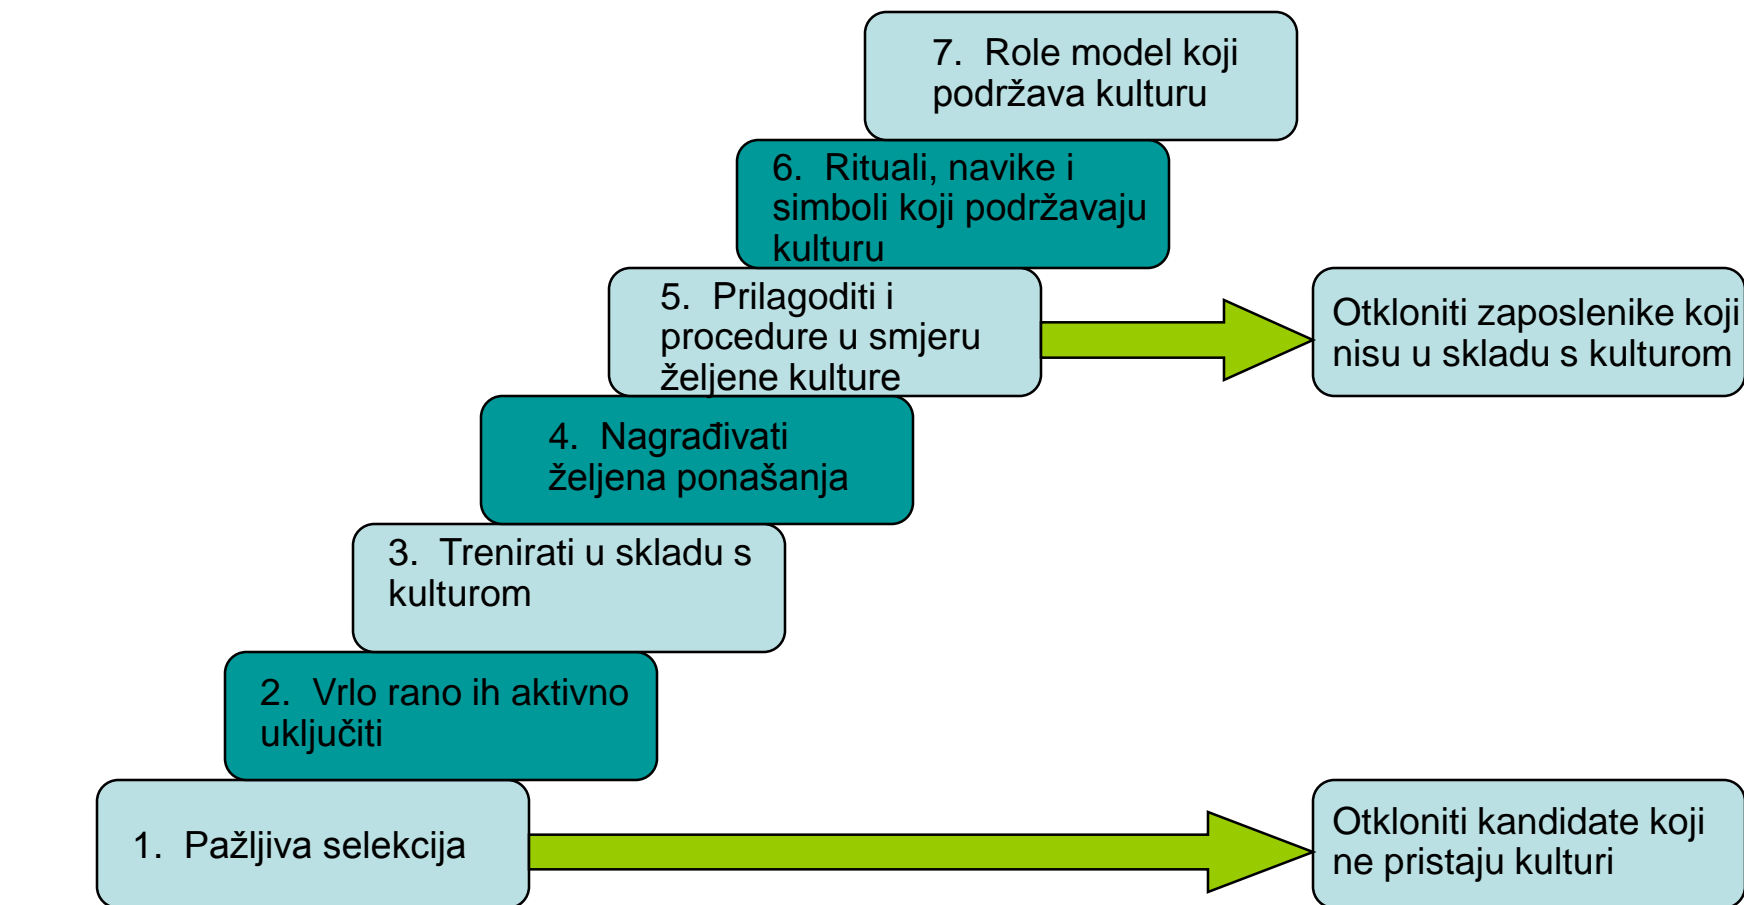 7. Role model koji
podržava kulturu
6. Rituali, navike i
simboli koji podržavaju
kulturu
5. Prilagoditi i
procedure u smjeru
željene kulture
Otkloniti zaposlenike koji
nisu u skladu s kulturom
4. Nagrađivati
željena ponašanja
3. Trenirati u skladu s
kulturom
2. Vrlo rano ih aktivno
uključiti
1. Pažljiva selekcija
Otkloniti kandidate koji
ne pristaju kulturi